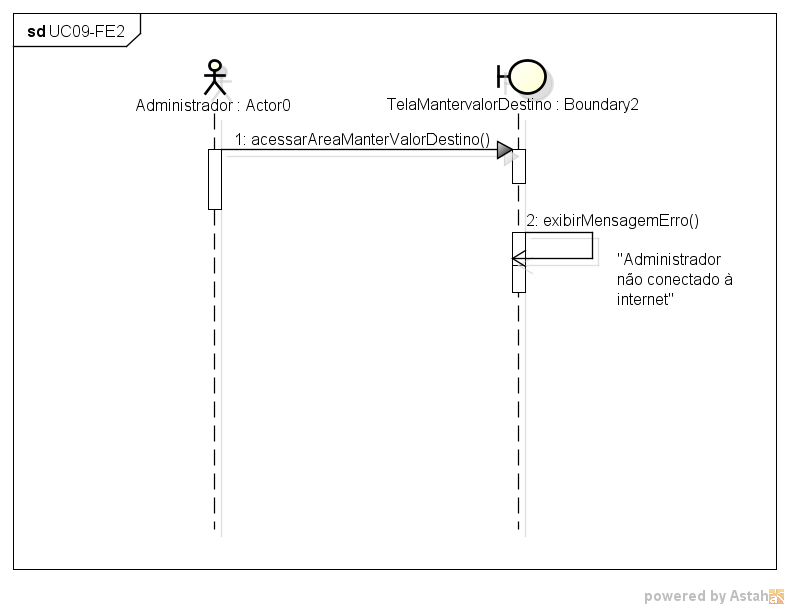 sd UC09-FE2
Administrador : Actor0
TelaMantervalorDestino : Boundary2
1: acessarAreaManterValorDestino()
2: exibirMensagemErro()
"Administrador
não conectado à
internet"
powered by Astah